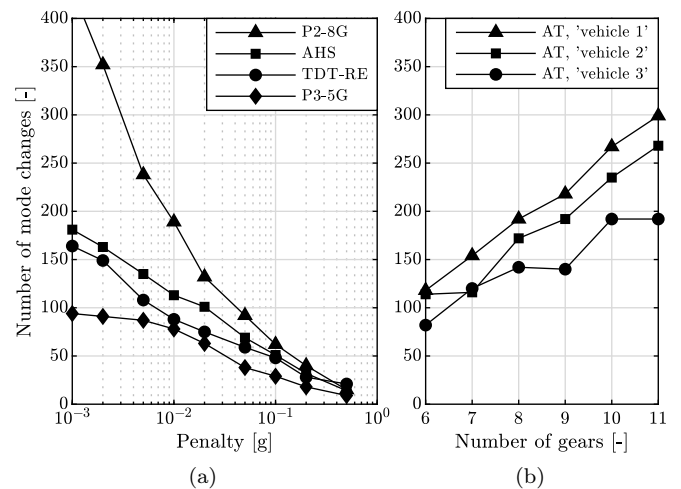 Number of mode changes [-]
400
350
300
250
200
150
100
50
0
10⁻³
10⁻²
10⁻¹
10⁰
Penalty [g]
P2-8G
AHS
TDT-RE
P3-5G
(a)
400
350
300
250
200
150
100
50
0
6
7
8
9
10
11
Number of gears [-]
AT, 'vehicle 1'
AT, 'vehicle 2'
AT, 'vehicle 3'
(b)